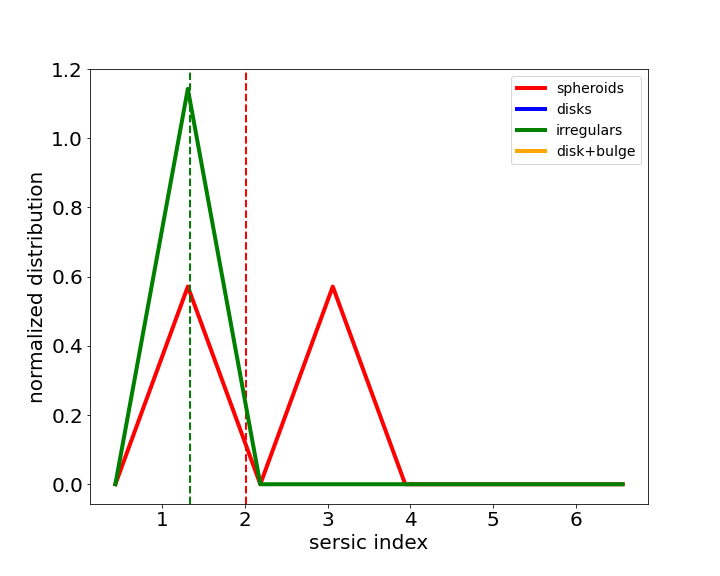 1.2
1.0
0.8
0.6
0.4
0.2
0.0
normalized distribution
1 2 3 4 5 6
sersic index
spheroids
disks
irregulars
disk+bulge